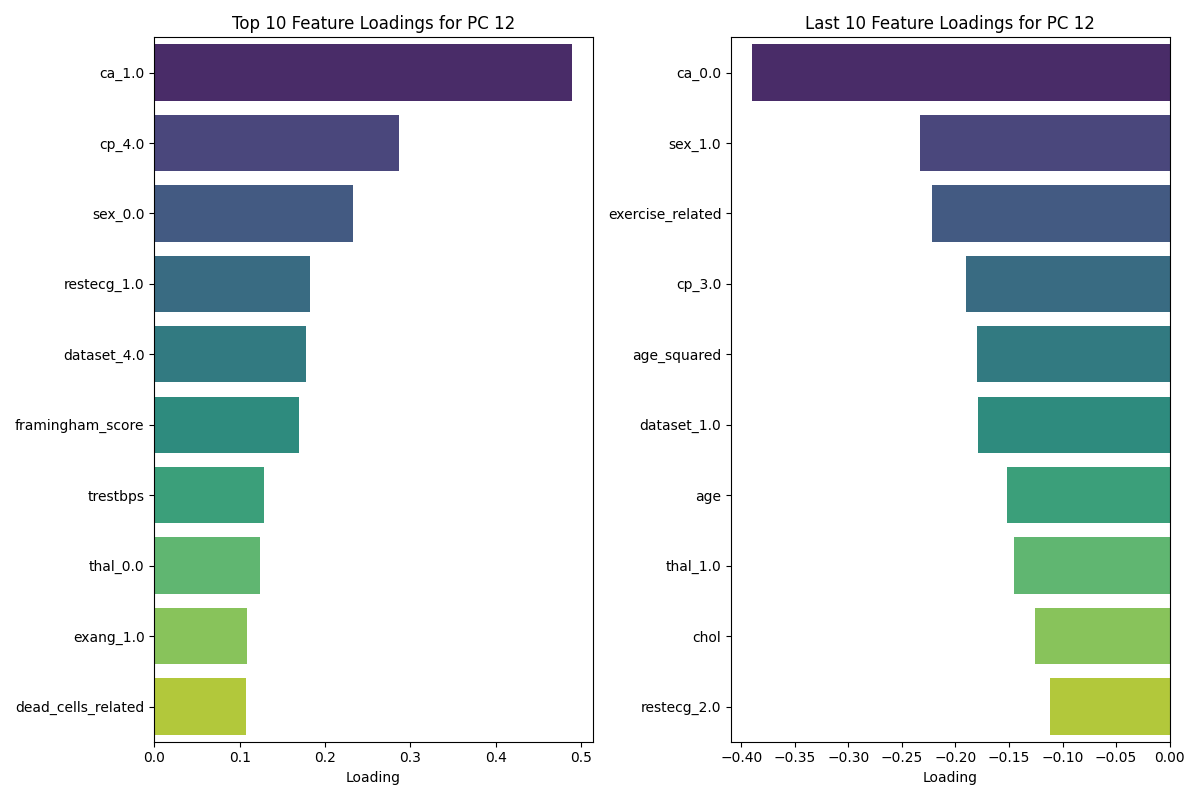 Top 10 Feature Loadings for PC 12
ca_1.0
cp_4.0
sex_0.0
restecg_1.0
dataset_4.0
framingham_score
trestbps
thal_0.0
exang_1.0
dead_cells_related
0.0 0.1 0.2 0.3 0.4 0.5
Loading
Last 10 Feature Loadings for PC 12
ca_0.0
sex_1.0
exercise_related
cp_3.0
age_squared
dataset_1.0
age
thal_1.0
chol
restecg_2.0
−0.40 −0.35 −0.30 −0.25 −0.20 −0.15 −0.10 −0.05 0.00
Loading